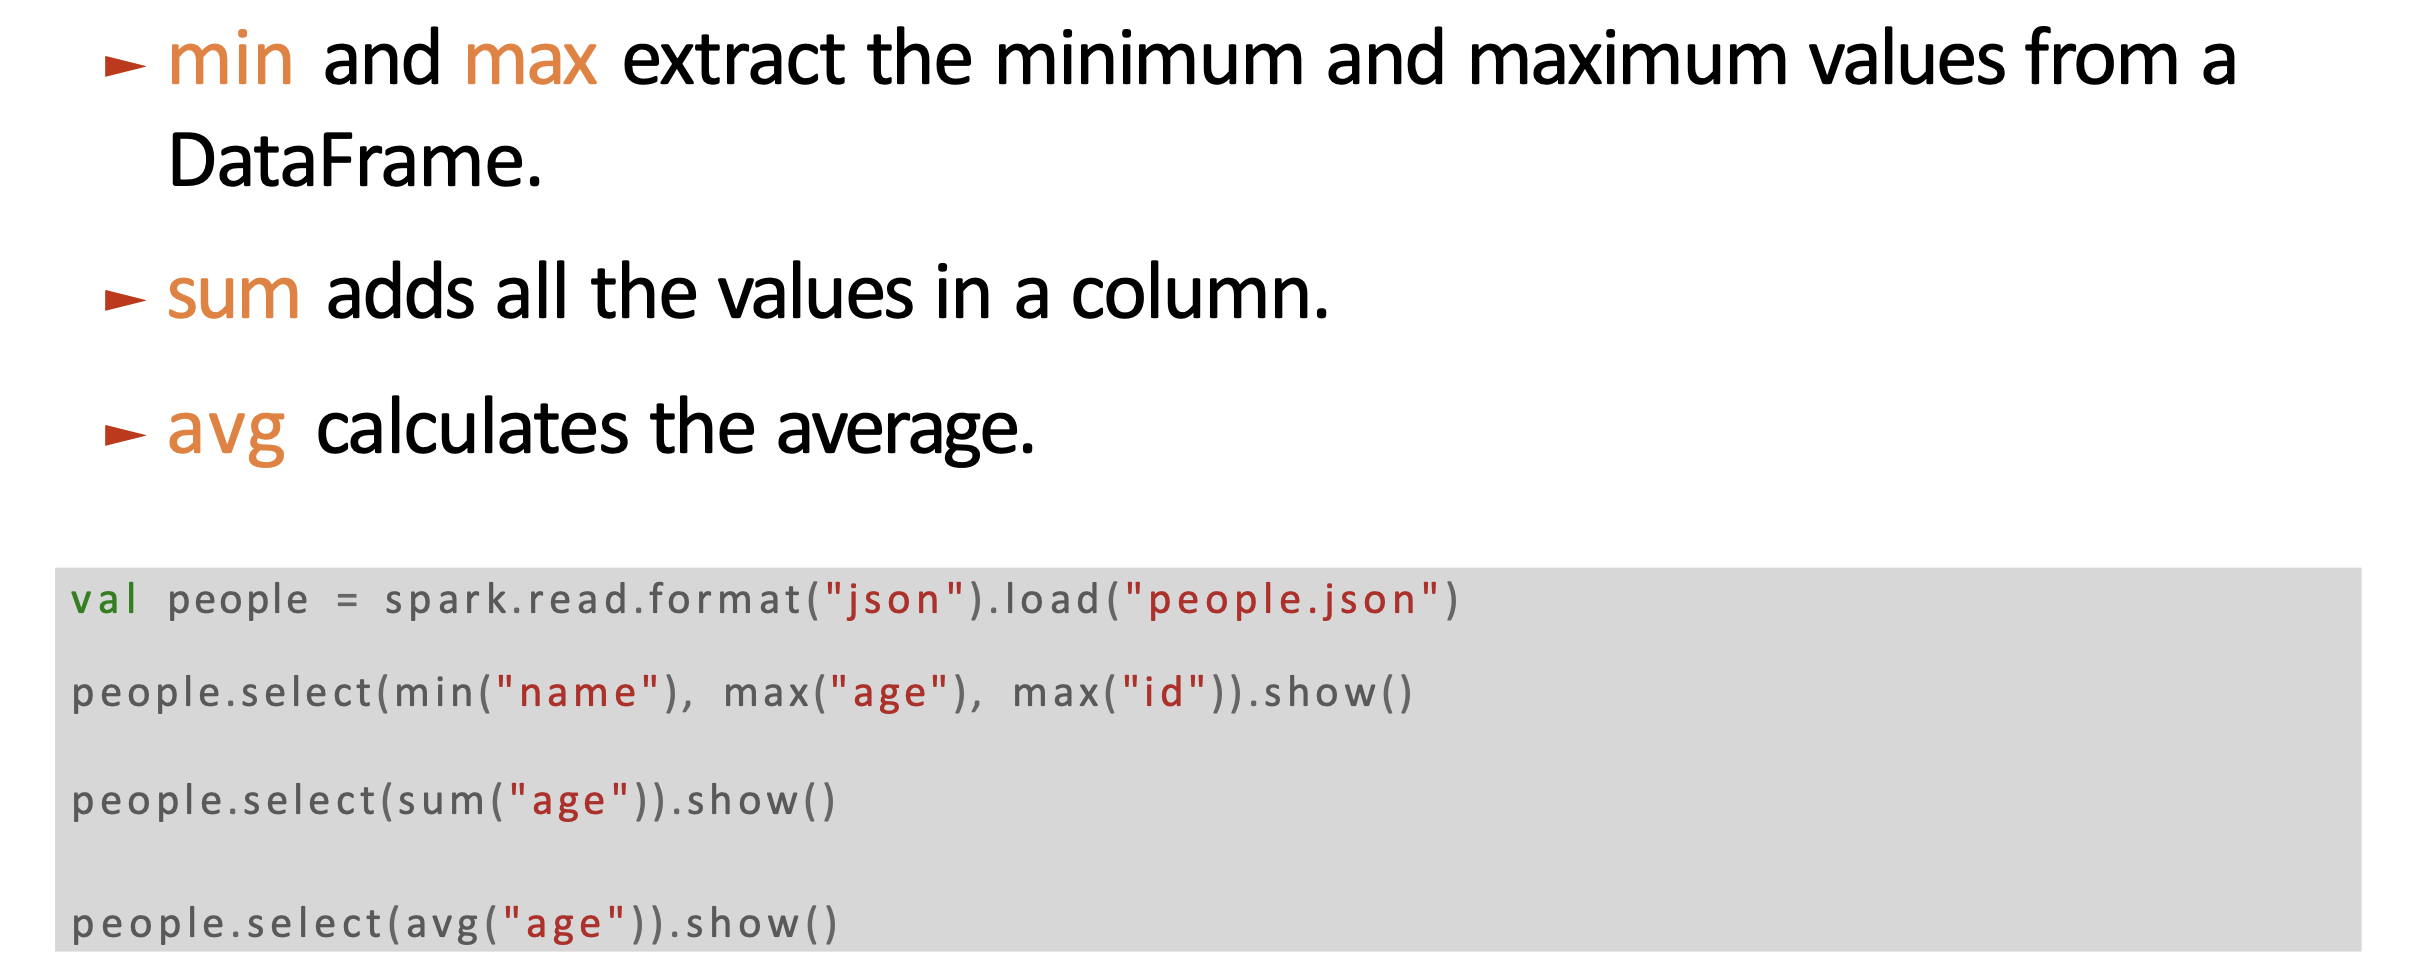 ► min and max extract the minimum and maximum values from a
DataFrame.
► sum adds all the values in a column.
► avg calculates the average.
val people = spark.read.format("json").load("people.json")
people.select(min("name"), max("age"), max("id")).show()
people.select(sum("age")).show()
people.select(avg("age")).show()